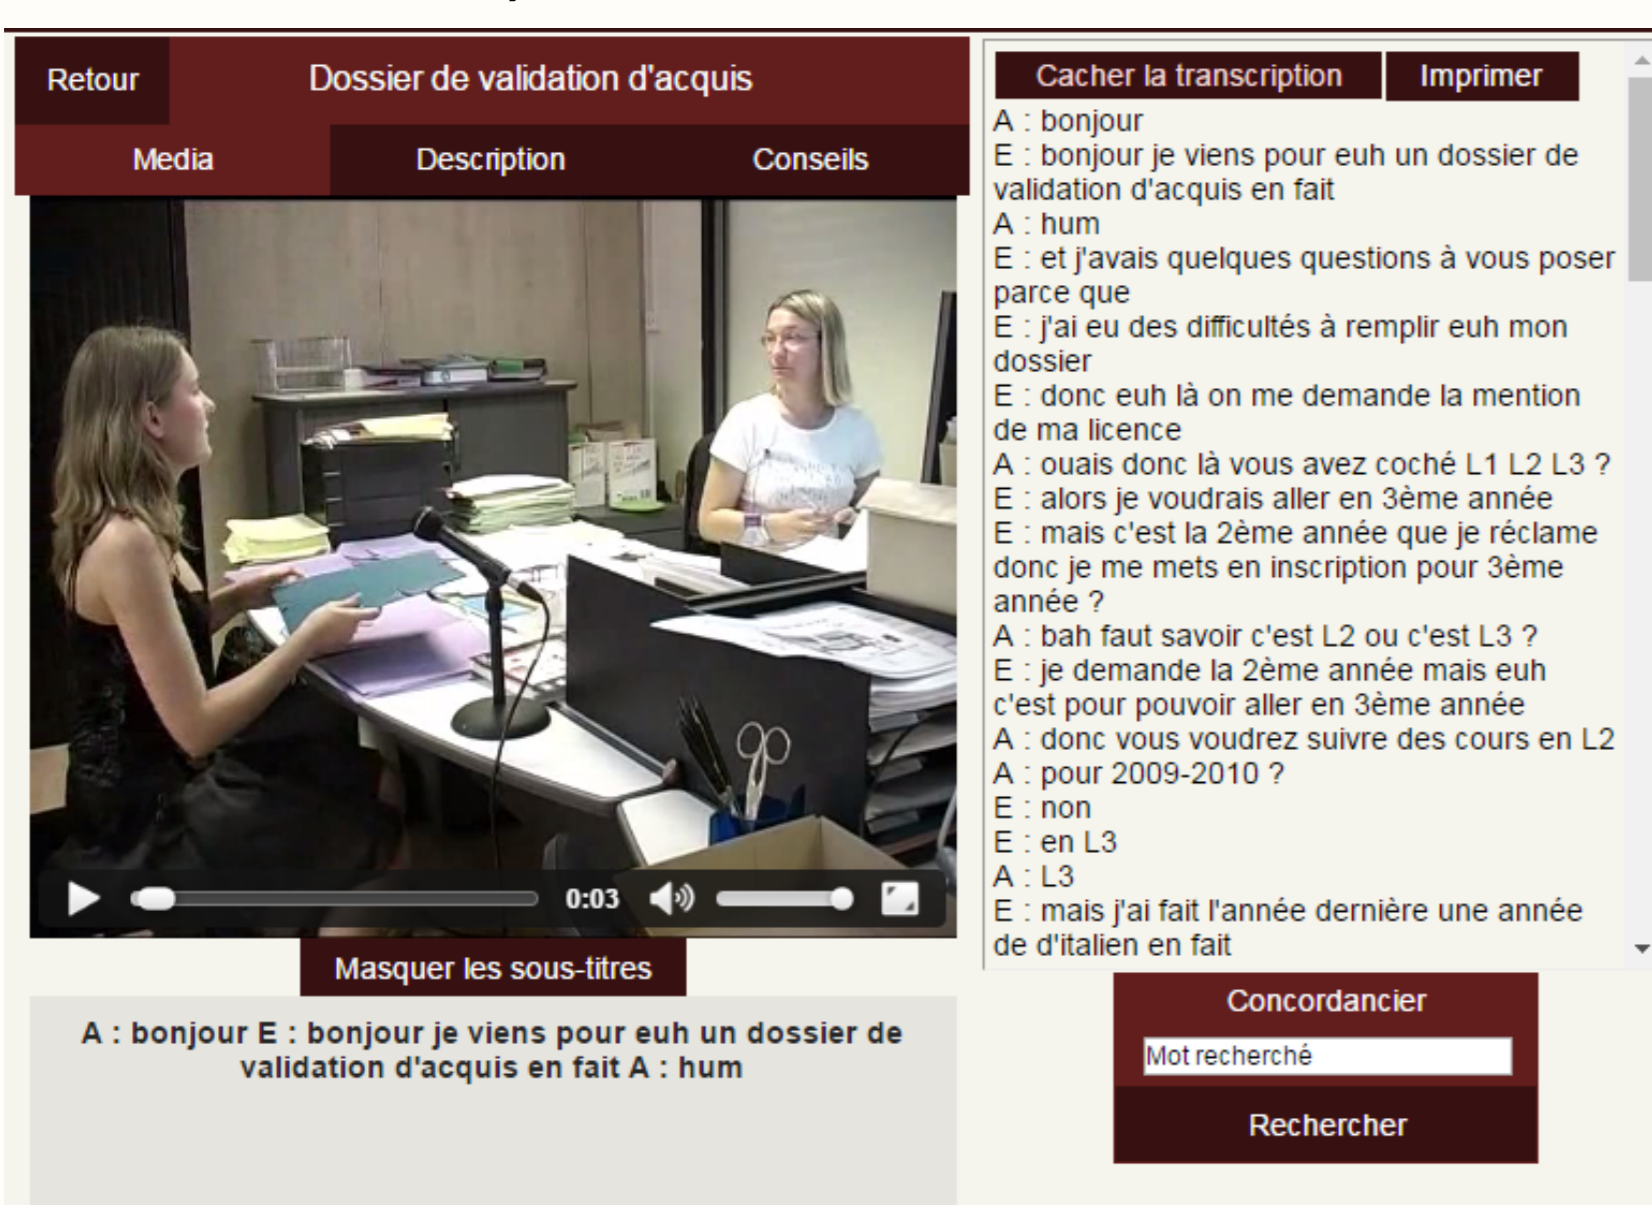 Retour
Dossier de validation d'acquis
Media
Description
Conseils
0:03
Masquer les sous-titres
A : bonjour E : bonjour je viens pour euh un dossier de
validation d'acquis en fait A : hum
Cacher la transcription
Imprimer
A : bonjour
E : bonjour je viens pour euh un dossier de
validation d'acquis en fait
A : hum
E : et j'avais quelques questions à vous poser
parce que
E : j'ai eu des difficultés à remplir euh mon
dossier
E : donc euh là on me demande la mention
de ma licence
A : ouais donc là vous avez coché L1 L2 L3 ?
E : alors je voudrais aller en 3ème année
E : mais c'est la 2ème année que je réclame
donc je me mets en inscription pour 3ème
année ?
A : bah faut savoir c'est L2 ou c'est L3 ?
E : je demande la 2ème année mais euh
c'est pour pouvoir aller en 3ème année
A : donc vous voudrez suivre des cours en L2
A : pour 2009-2010 ?
E : non
E : en L3
A : L3
E : mais j'ai fait l'année dernière une année
de d'italien en fait
Concordancier
Mot recherché
Rechercher